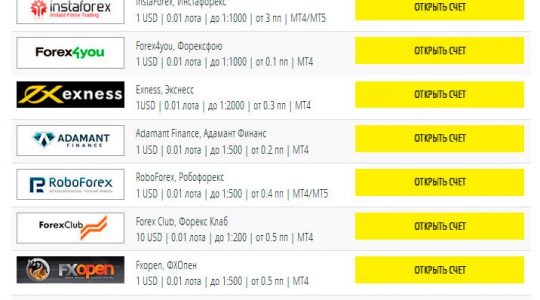 instaforex
Instant Forex Trading
InstaForex, Инстафорекс
1 USD | 0.01 лота | до 1:1000 | от 3 пп | MT4/MT5
ОТКРЫТЬ СЧЕТ
Forex4you
Forex4you, Форексфою
1 USD | 0.01 лота | до 1:1000 | от 0.1 пп | MT4
ОТКРЫТЬ СЧЕТ
exness
Exness, Экснесс
1USD | 0.01 лота | до 1:2000 | от 0.3 пп | MT4
ОТКРЫТЬ СЧЕТ
ADAMANT
FINANCE
Adamant Finance, Адамант Финанс
1 USD | 0.01 лота | до 1:500 | от 0.2 пп | MT4
ОТКРЫТЬ СЧЕТ
RoboForex
RoboForex, Робофорекс
1 USD | 0.01 лота | до 1:500 | от 0.4 пп | MT4/MT5
ОТКРЫТЬ СЧЕТ
ForexClub
Forex Club, Форекс Клаб
10 USD | 0.01 лота | до 1:200 | от 0.5 пп | MT4
ОТКРЫТЬ СЧЕТ
FXOPEN
Fxopen, ФХОпен
1 USD | 0.01 лота | до 1:500 | от 0.5 пп | MT4
ОТКРЫТЬ СЧЕТ